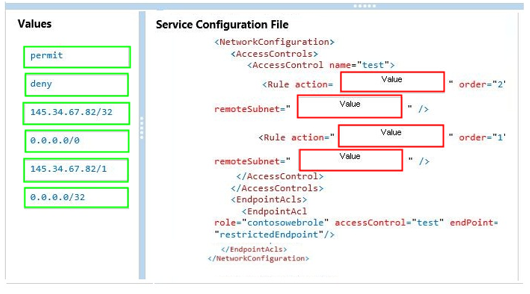 Values
permit
deny
145.34.67.82/32
0.0.0.0/0
145.34.67.82/1
0.0.0.0/32
Service Configuration File
<NetworkConfiguration>
<AccessControls>
<AccessControl name="test">
<Rule action= Value " order="2'
remoteSubnet=" Value " />
<Rule action=" Value " order="1'
remoteSubnet=" Value " />
</AccessControl>
</AccessControls>
<EndpointAcls>
<EndpointAcl
role="contosowebrole" accessControl="test" endPoint=
"restrictedEndpoint"/>
</EndpointAcls>
</NetworkConfiguration>